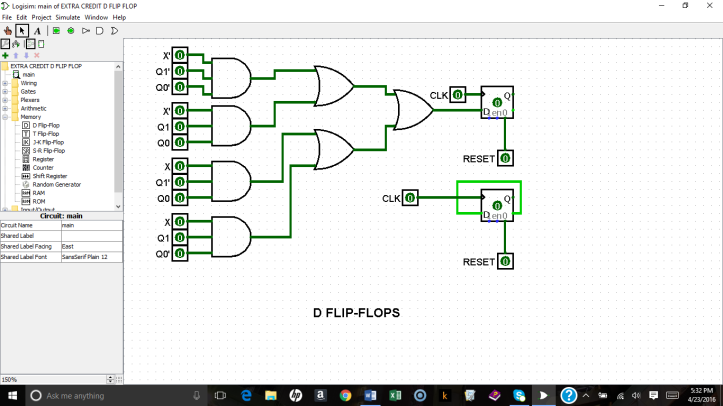 Logisim: main of EXTRA CREDIT D FLIP FLOP
File Edit Project Simulate Window Help
A
EXTRA CREDIT D FLIP FLOP
main
Wiring
Gates
Plexers
Arithmetic
Memory
D Flip-Flop
T Flip-Flop
J-K Flip-Flop
S-R Flip-Flop
Register
Counter
Shift Register
Random Generator
RAM
ROM
Input/Output
Circuit: main
Circuit Name main
Shared Label
Shared Label Facing East
Shared Label Font SansSerif Plain 12
150%
X' 0
Q1' 0
Q0' 0
X' 0
Q1 0
Q0 0
X 0
Q1' 0
Q0 0
X 0
Q1 0
Q0' 0
CLK 0
Q
0
D en0
RESET 0
CLK 0
Q
0
D en0
RESET 0
D FLIP-FLOPS
Ask me anything
5:32 PM
4/23/2016